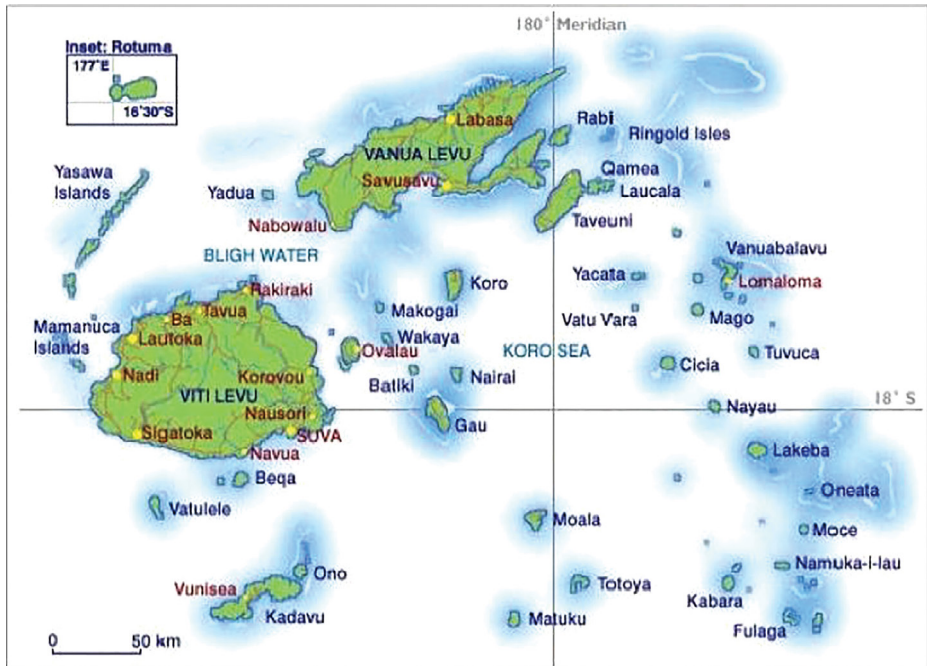 180° Meridian
Inset: Rotuma
177°E
16°30"S
Labasa
Rabi
Ringold Isles
VANUA LEVU
Yasawa
Islands
Yadua
Savusavu
Qamea
Laucala
Nabowalu
Taveuni
BLIGH WATER
Vanuabalavu
Yacata
Lomaloma
Koro
Rakiraki
Makogai
Vatu Vara
Mago
Tavua
Ba
Mamanuca
Islands
Lautoka
Wakaya
Ovalau
KORO SEA
Tuvuca
Cicia
Batiki
Nairai
Nadi
Korovou
VITI LEVU
18° S
Nausori
Nayau
Gau
Sigatoka
SUVA
Navua
Lakeba
Beqa
Oneata
Vatulele
Moala
Moce
Namuka-I-lau
Ono
Totoya
Vunisea
Kabara
Kadavu
Matuku
Fulaga
0
50 km